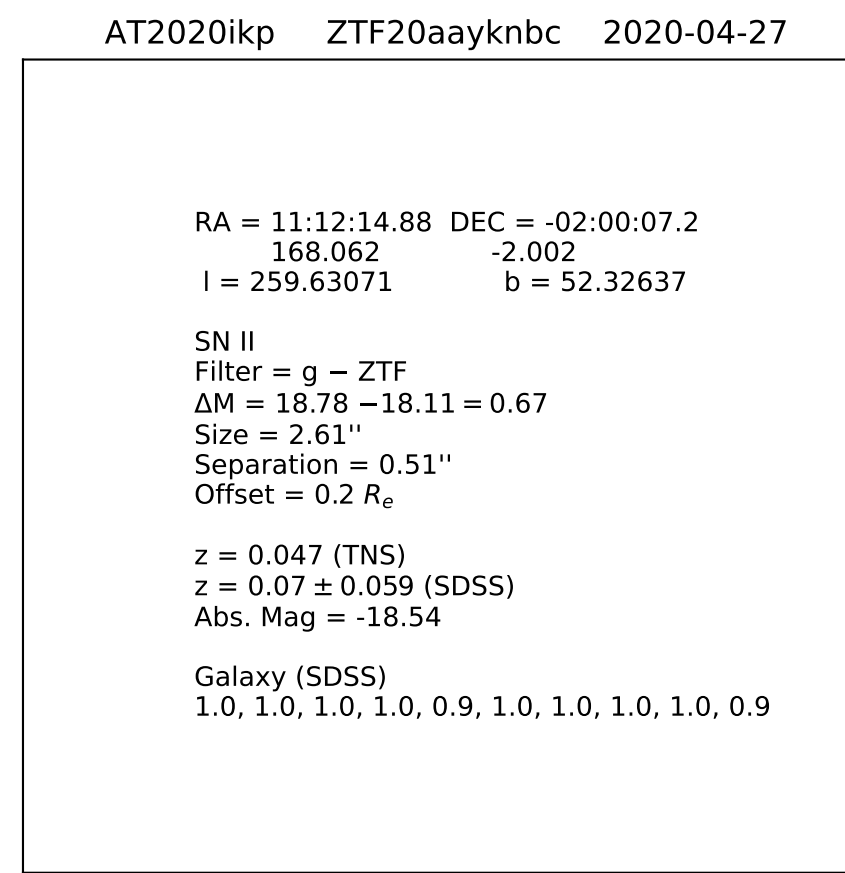 AT2020ikp ZTF20aayknbc 2020-04-27
RA = 11:12:14.88 DEC = -02:00:07.2
168.062 -2.002
l = 259.63071 b = 52.32637
SN II
Filter = g − ZTF
ΔM = 18.78 −18.11 = 0.67
Size = 2.61''
Separation = 0.51''
Offset = 0.2 Rₑ
z = 0.047 (TNS)
z = 0.07 ± 0.059 (SDSS)
Abs. Mag = -18.54
Galaxy (SDSS)
1.0, 1.0, 1.0, 1.0, 0.9, 1.0, 1.0, 1.0, 1.0, 0.9